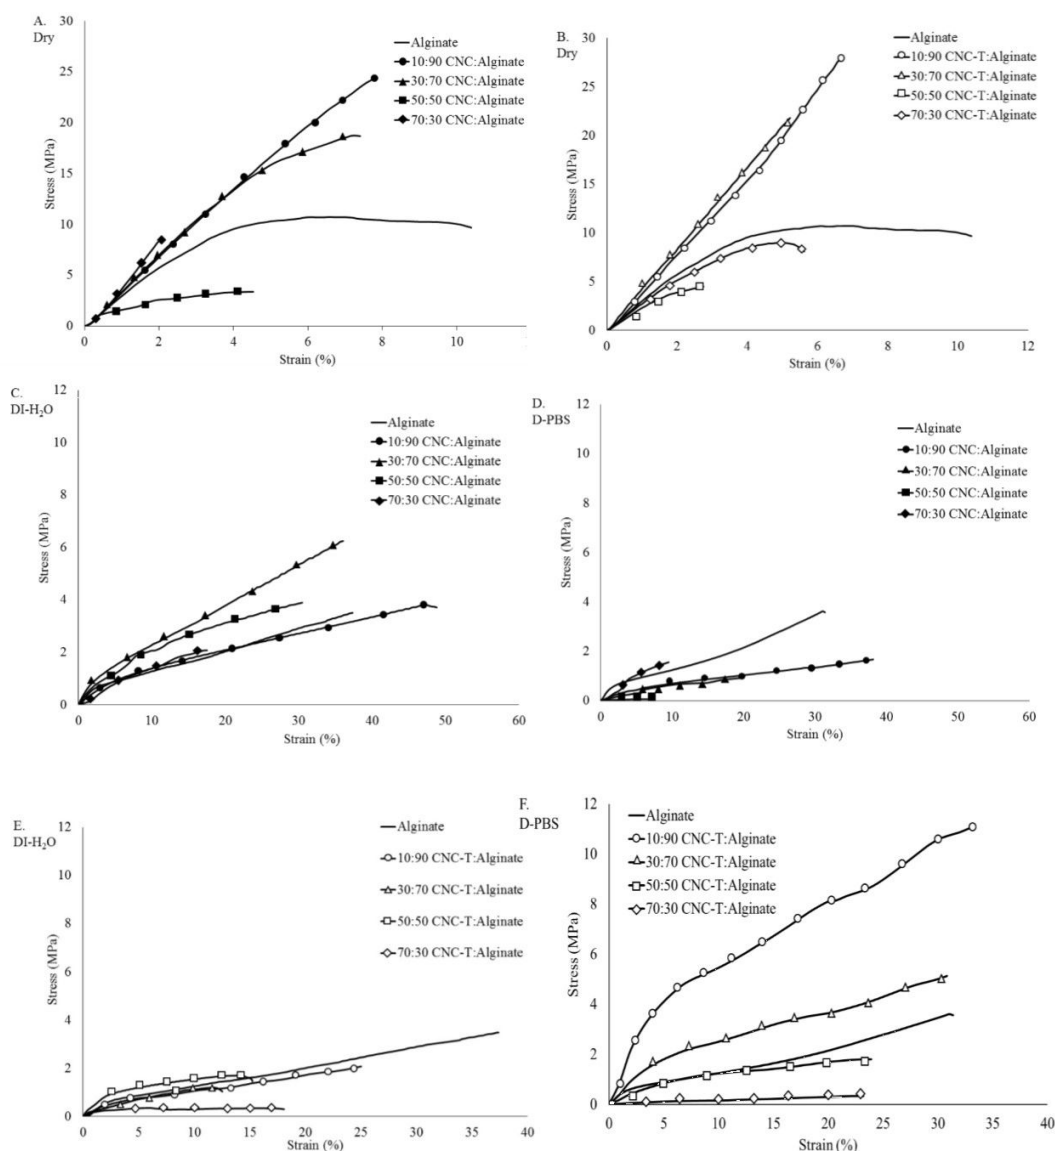 A.
Dry
30
25
20
15
10
5
0
Stress (MPa)
0
2
4
6
8
10
Strain (%)
Alginate
10:90 CNC:Alginate
30:70 CNC:Alginate
50:50 CNC:Alginate
70:30 CNC:Alginate
B.
Dry
30
25
20
15
10
5
0
Stress (MPa)
0
2
4
6
8
10
12
Strain (%)
Alginate
10:90 CNC-T:Alginate
30:70 CNC-T:Alginate
50:50 CNC-T:Alginate
70:30 CNC-T:Alginate
C.
DI-H₂O
12
10
8
6
4
2
0
Stress (MPa)
0
10
20
30
40
50
60
Strain (%)
Alginate
10:90 CNC:Alginate
30:70 CNC:Alginate
50:50 CNC:Alginate
70:30 CNC:Alginate
D.
D-PBS
12
10
8
6
4
2
0
Stress (MPa)
0
10
20
30
40
50
60
Strain (%)
Alginate
10:90 CNC:Alginate
30:70 CNC:Alginate
50:50 CNC:Alginate
70:30 CNC:Alginate
E.
DI-H₂O
12
10
8
6
4
2
0
Stress (MPa)
0
5
10
15
20
25
30
35
40
Strain (%)
Alginate
10:90 CNC-T:Alginate
30:70 CNC-T:Alginate
50:50 CNC-T:Alginate
70:30 CNC-T:Alginate
F.
D-PBS
12
10
8
6
4
2
0
Stress (MPa)
0
5
10
15
20
25
30
35
40
Strain (%)
Alginate
10:90 CNC-T:Alginate
30:70 CNC-T:Alginate
50:50 CNC-T:Alginate
70:30 CNC-T:Alginate